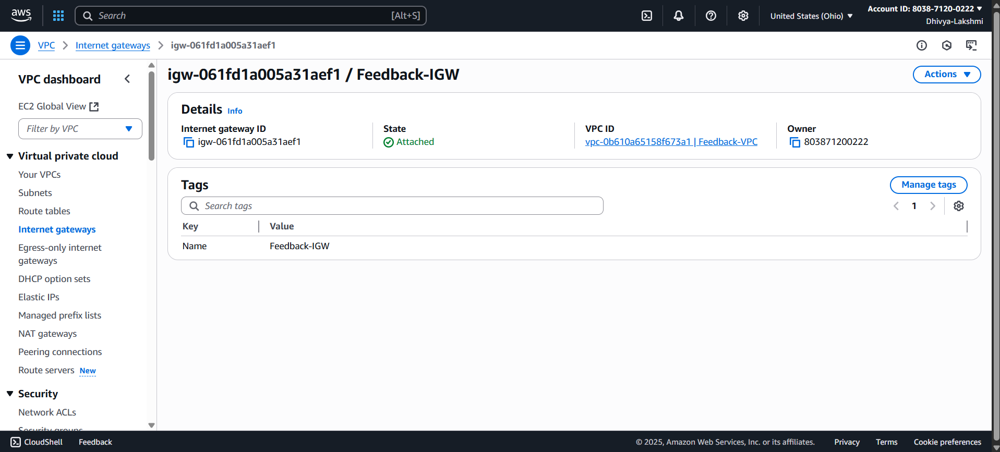 aws
Search
[Alt+S]
United States (Ohio)
Account ID: 8038-7120-0222
Dhivya-Lakshmi
VPC
Internet gateways
igw-061fd1a005a31aef1
VPC dashboard
EC2 Global View
Filter by VPC
Virtual private cloud
Your VPCs
Subnets
Route tables
Internet gateways
Egress-only internet
gateways
DHCP option sets
Elastic IPs
Managed prefix lists
NAT gateways
Peering connections
Route servers New
Security
Network ACLs
Security groups
igw-061fd1a005a31aef1 / Feedback-IGW
Actions
Details Info
Internet gateway ID
igw-061fd1a005a31aef1
State
Attached
VPC ID
vpc-0b610a65158f673a1 | Feedback-VPC
Owner
803871200222
Tags
Manage tags
Search tags
1
Key Value
Name Feedback-IGW
CloudShell
Feedback
© 2025, Amazon Web Services, Inc. or its affiliates.
Privacy
Terms
Cookie preferences